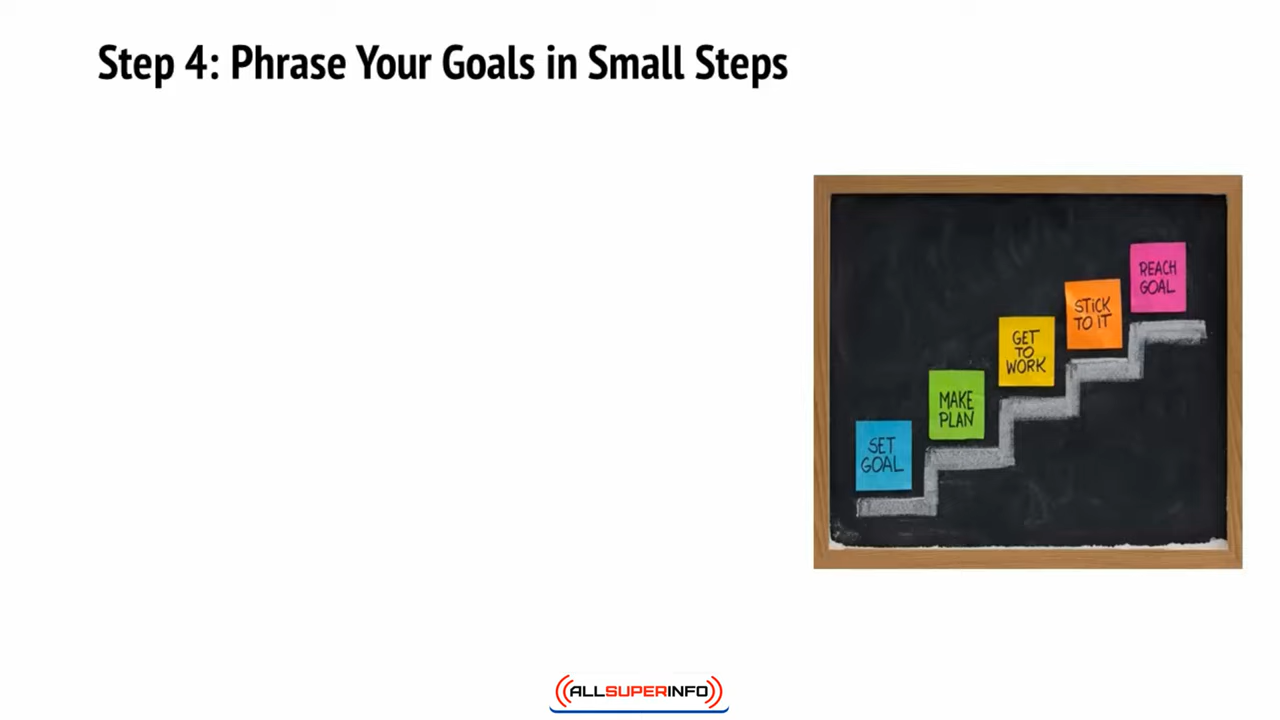 Step 4: Phrase Your Goals in Small Steps
REACH
GOAL
STICK
TO IT
GET
TO
WORK
MAKE
PLAN
SET
GOAL
ALLSUPERINFO